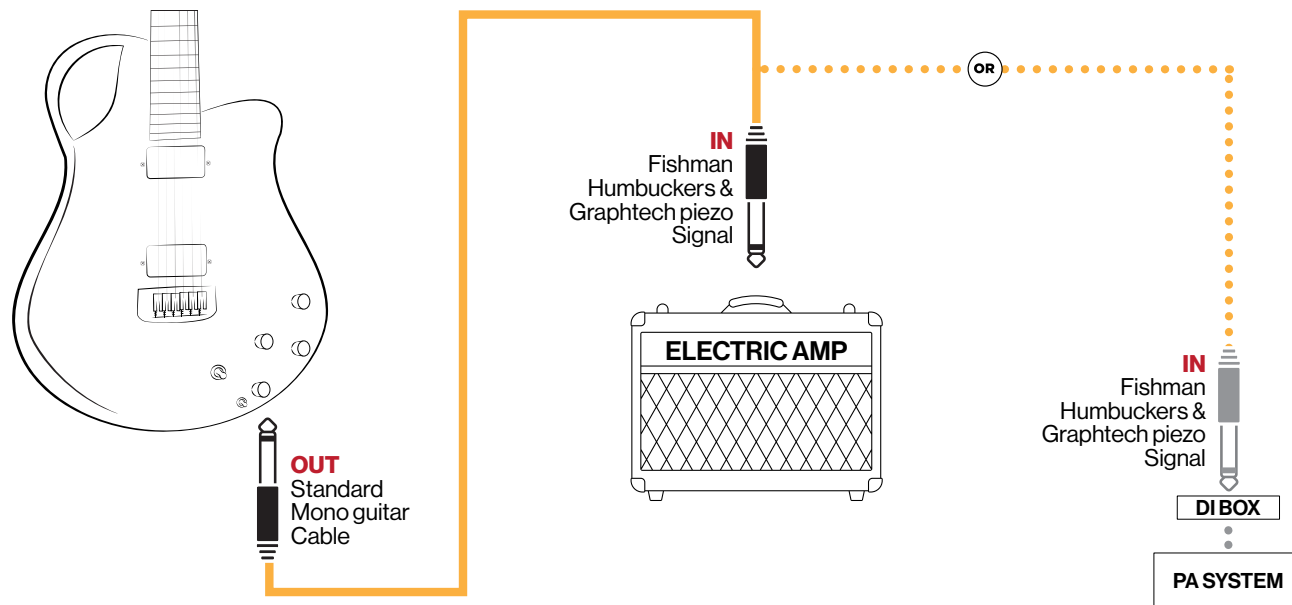 OR
IN
Fishman
Humbuckers &
Graphtech piezo
Signal
ELECTRIC AMP
IN
Fishman
Humbuckers &
Graphtech piezo
Signal
OUT
Standard
Mono guitar
Cable
DI BOX
PA SYSTEM